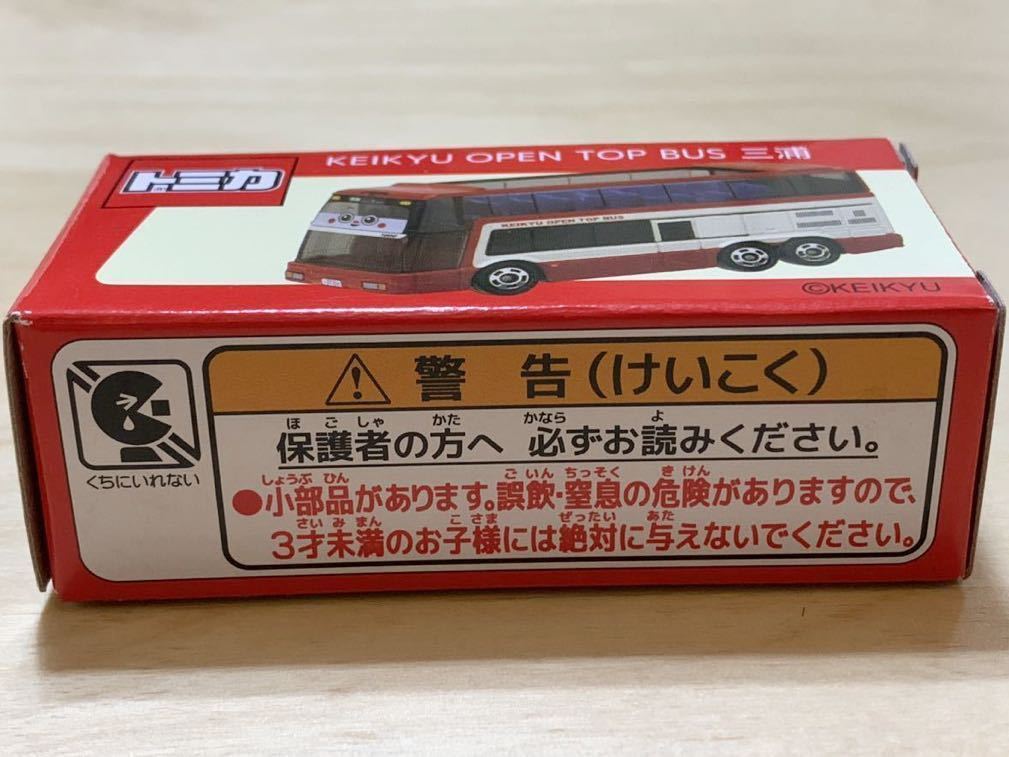 KEIKYU OPEN TOP BUS 三浦
トミカ
KEIKYU OPEN TOP BUS
©KEIKYU
警告(けいこく)
ほごしゃ かた かなら よ
保護者の方へ 必ずお読みください。
くちにいれない
しょうぶひん ごいん ちっそく きけん
●小部品があります。誤飲・窒息の危険がありますので、
さいみまん こさま ぜったい あた
3才未満のお子様には絶対に与えないでください。